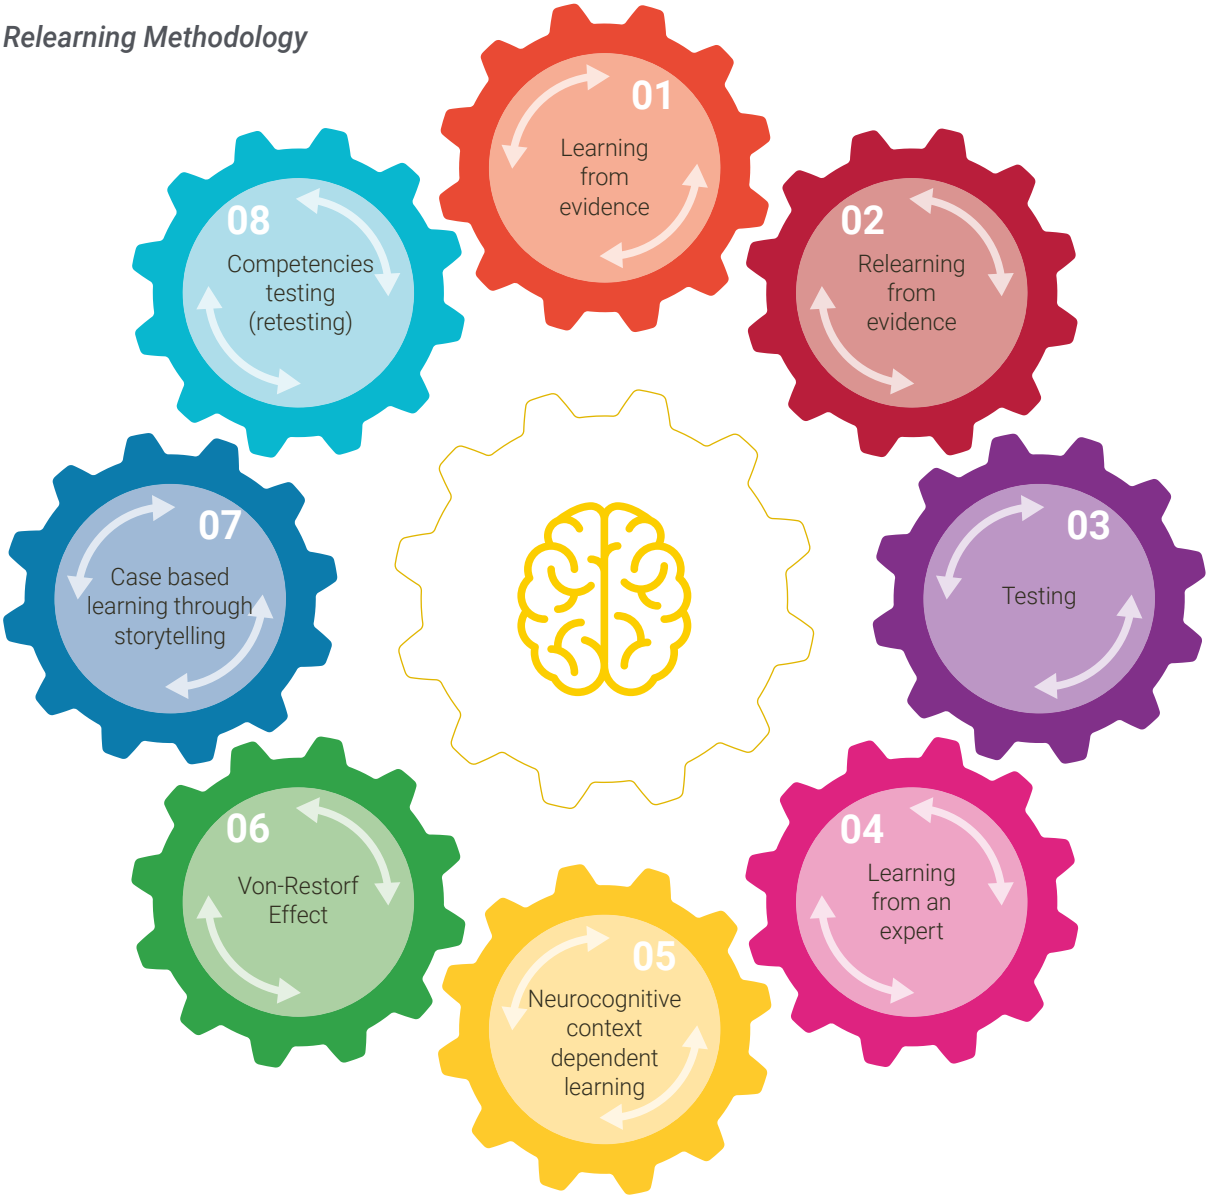 Relearning Methodology
01
Learning
from
evidence
02
Relearning
from
evidence
03
Testing
04
Learning
from an
expert
05
Neurocognitive
context
dependent
learning
06
Von-Restorf
Effect
07
Case based
learning through
storytelling
08
Competencies
testing
(retesting)